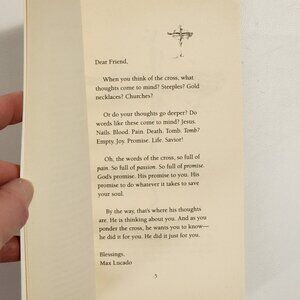 Dear Friend,
When you think of the cross, what
thoughts come to mind? Steeples? Gold
necklaces? Churches?
Or do your thoughts go deeper? Do
words like these come to mind? Jesus.
Nails. Blood. Pain. Death. Tomb. Tomb?
Empty. Joy. Promise. Life. Savior!
Oh, the words of the cross, so full of
pain. So full of passion. So full of promise.
God's promise. His promise to you. His
promise to do whatever it takes to save
your soul.
By the way, that's where his thoughts
are. He is thinking about you. And as you
ponder the cross, he wants you to know—
he did it for you. He did it just for you.
Blessings,
Max Lucado
5